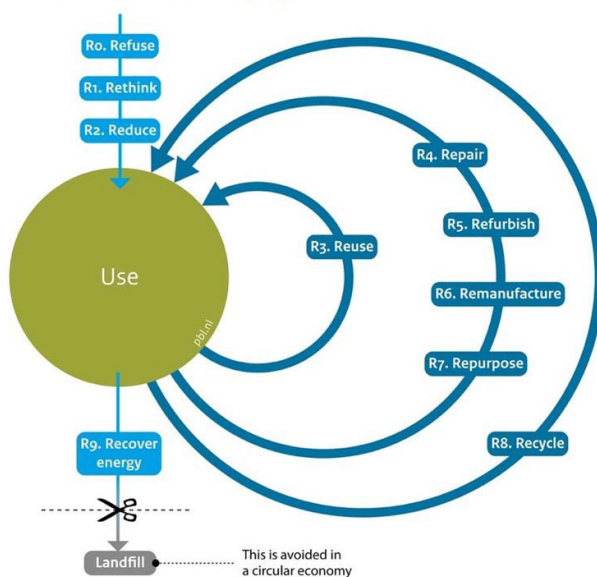 R0. Refuse
R1. Rethink
R2. Reduce
R4. Repair
R5. Refurbish
R3. Reuse
Use
R6. Remanufacture
pbl.nl
R7. Repurpose
R9. Recover
energy
R8. Recycle
Landfill
This is avoided in
a circular economy